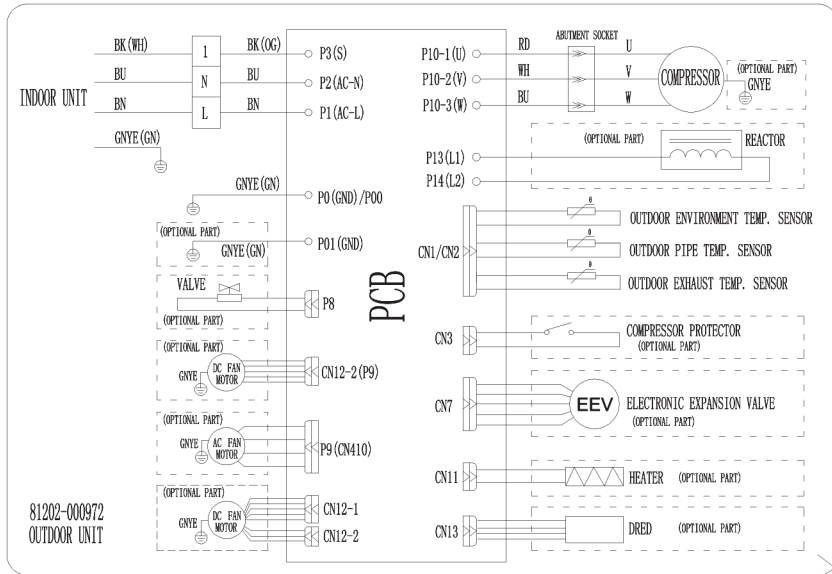 BK(WH)
1
BK(OG)
P3(S)
BU
N
BU
P2(AC-N)
INDOOR UNIT
BN
L
BN
P1(AC-L)
GNYE(GN)
GNYE(GN)
P0(GND)/P00
(OPTIONAL PART)
GNYE(GN)
P01(GND)
VALVE
P8
(OPTIONAL PART)
(OPTIONAL PART)
DC FAN
MOTOR
GNYE
CN12-2(P9)
(OPTIONAL PART)
GNYE
AC FAN
MOTOR
P9(CN410)
(OPTIONAL PART)
GNYE
DC FAN
MOTOR
CN12-1
CN12-2
81202-000972
OUTDOOR UNIT
PCB
ABUTMENT SOCKET
P10-1(U)
RD
U
P10-2(V)
WH
V
P10-3(W)
BU
W
COMPRESSOR
(OPTIONAL PART)
GNYE
(OPTIONAL PART)
REACTOR
P13(L1)
P14(L2)
CN1/CN2
θ
OUTDOOR ENVIRONMENT TEMP. SENSOR
θ
OUTDOOR PIPE TEMP. SENSOR
θ
OUTDOOR EXHAUST TEMP. SENSOR
CN3
COMPRESSOR PROTECTOR
(OPTIONAL PART)
CN7
EEV
ELECTRONIC EXPANSION VALVE
(OPTIONAL PART)
CN11
HEATER (OPTIONAL PART)
CN13
DRED (OPTIONAL PART)